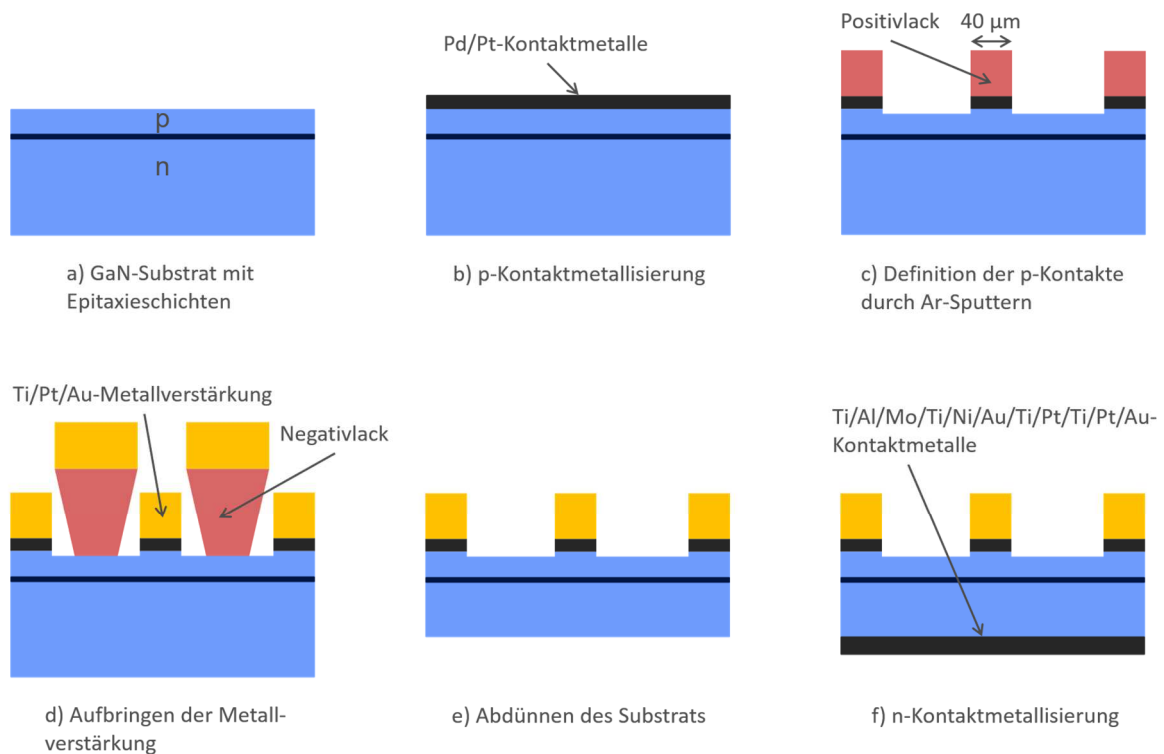 Pd/Pt-Kontaktmetalle
Positivlack
40 µm
p
n
a) GaN-Substrat mit
Epitaxieschichten
b) p-Kontaktmetallisierung
c) Definition der p-Kontakte
durch Ar-Sputtern
Ti/Pt/Au-Metallverstärkung
Negativlack
Ti/Al/Mo/Ti/Ni/Au/Ti/Pt/Ti/Pt/Au-
Kontaktmetalle
d) Aufbringen der Metall-
verstärkung
e) Abdünnen des Substrats
f) n-Kontaktmetallisierung